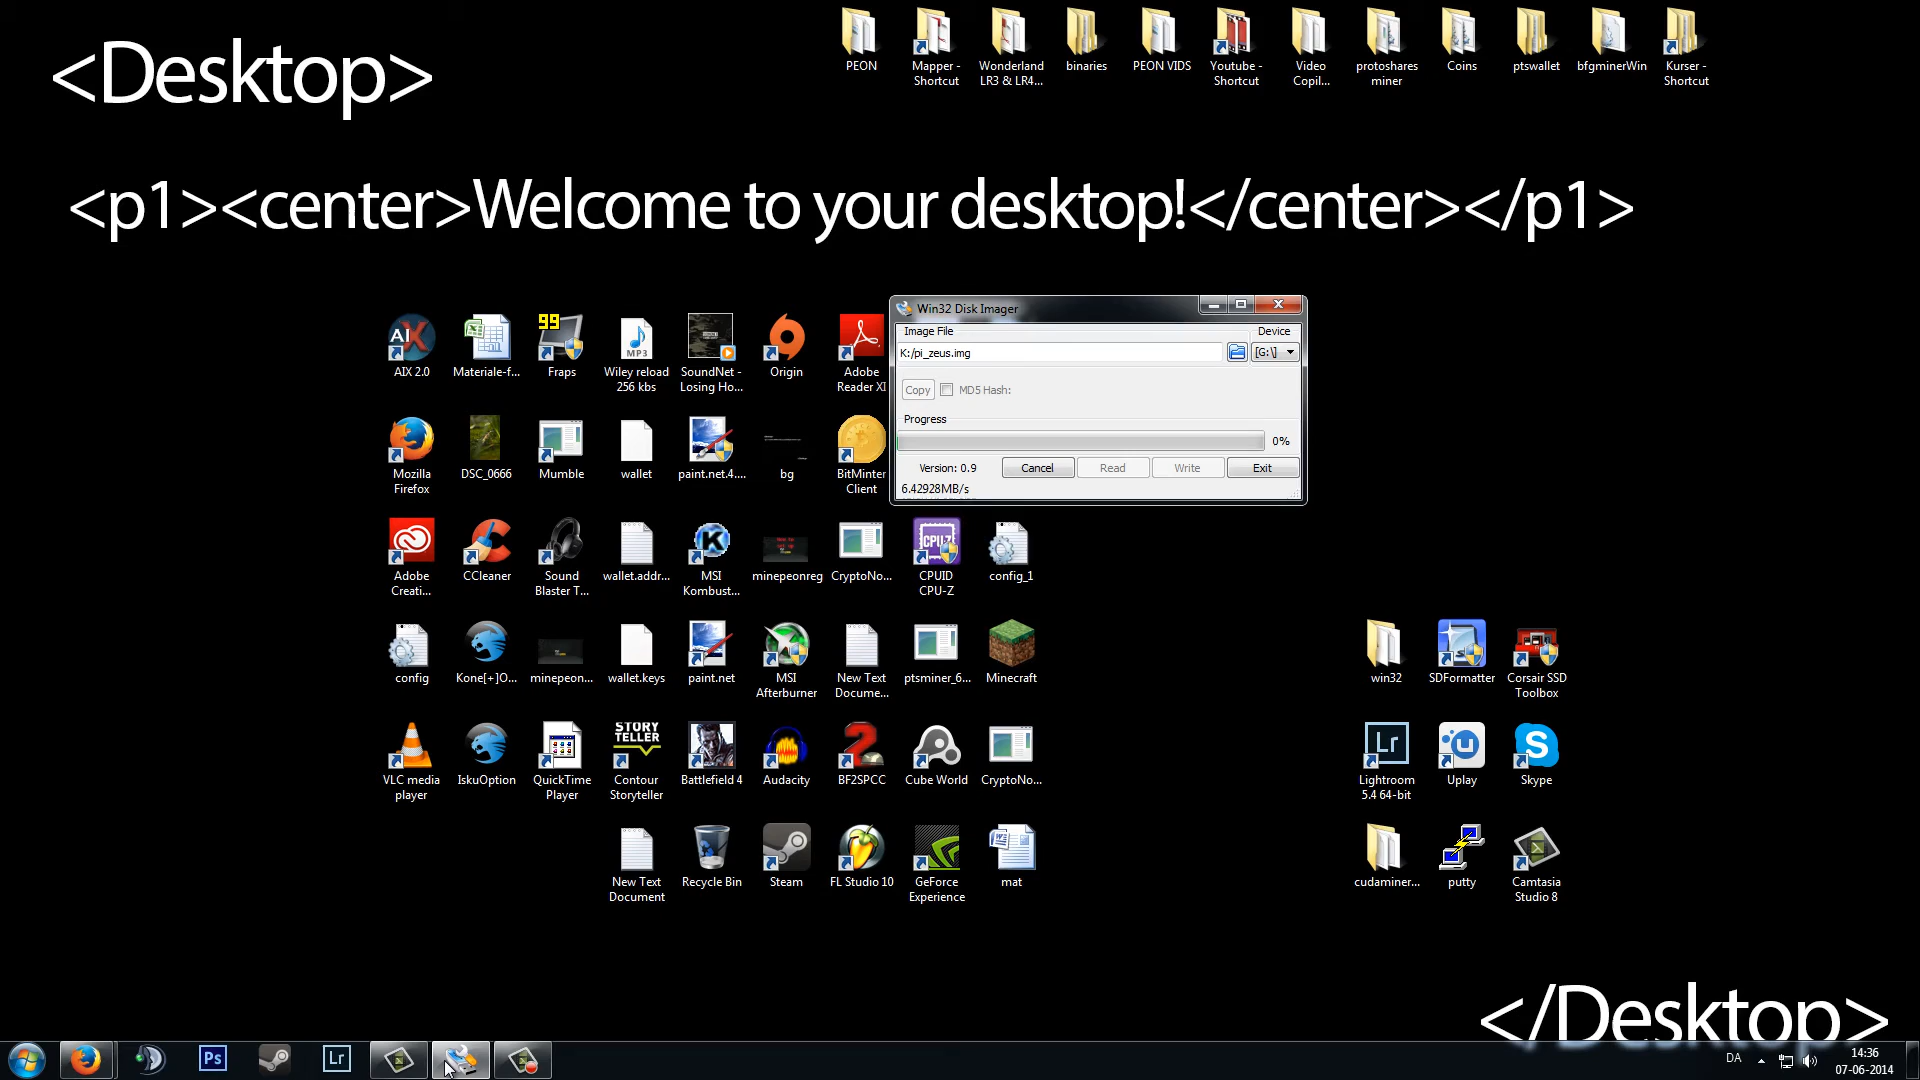 <Desktop>
PEON
Mapper -
Shortcut
Wonderland
LR3 & LR4...
binaries
PEON VIDS
Youtube -
Shortcut
Video
Copil...
protoshares
miner
Coins
ptswallet
bfgminerWin
Kurser -
Shortcut
<p1><center>Welcome to your desktop!</center></p1>
Win32 Disk Imager
Image File
Device
K:/pi_zeus.img
[G:\]
Copy
MD5 Hash:
Progress
0%
Version: 0.9
Cancel
Read
Write
Exit
6.42928MB/s
AIX 2.0
Materiale-f...
99
Fraps
MP3
Wiley reload
256 kbs
SoundNet -
Losing Ho...
Origin
Adobe
Reader XI
Mozilla
Firefox
DSC_0666
Mumble
wallet
paint.net.4....
bg
BitMinter
Client
Adobe
Creati...
CCleaner
Sound
Blaster T...
wallet.addr...
MSI
Kombust...
minepeonreg
CryptoNo...
CPUID
CPU-Z
config_1
config
Kone[+]O...
minepeon...
wallet.keys
paint.net
MSI
Afterburner
New Text
Docume...
ptsminer_6...
Minecraft
win32
SDFormatter
Corsair SSD
Toolbox
VLC media
player
IskuOption
QuickTime
Player
STORY
TELLER
Contour
Storyteller
Battlefield 4
Audacity
BF2SPCC
Cube World
CryptoNo...
Lr
Lightroom
5.4 64-bit
Uplay
Skype
New Text
Document
Recycle Bin
Steam
FL Studio 10
GeForce
Experience
mat
cudaminer...
putty
Camtasia
Studio 8
</Desktop>
Ps
Lr
DA
14:36
07-06-2014